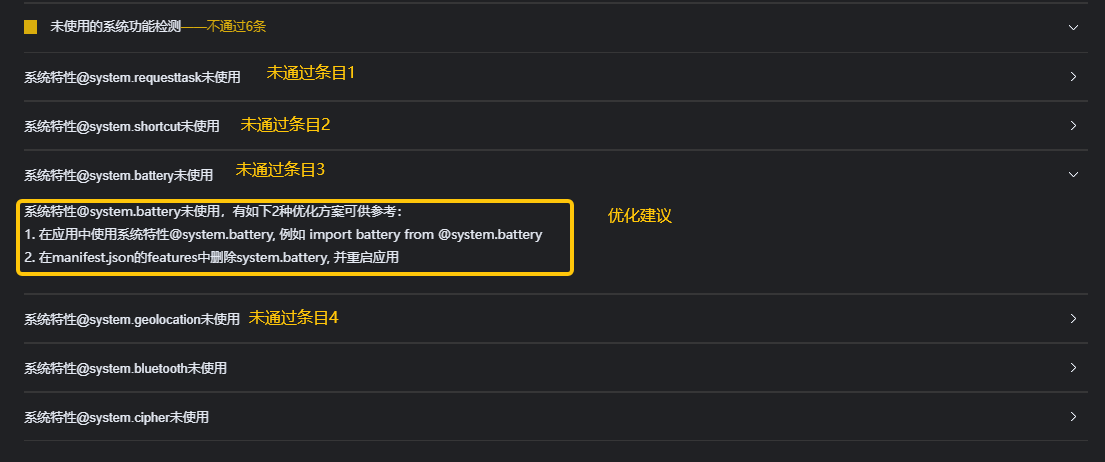 未使用的系统功能检测——不通过6条
系统特性@system.requesttask未使用 未通过条目1
系统特性@system.shortcut未使用 未通过条目2
系统特性@system.battery未使用 未通过条目3
系统特性@system.battery未使用，有如下2种优化方案可供参考：
优化建议
1. 在应用中使用系统特性@system.battery, 例如 import battery from @system.battery
2. 在manifest.json的features中删除system.battery, 并重启应用
系统特性@system.geolocation未使用 未通过条目4
系统特性@system.bluetooth未使用
系统特性@system.cipher未使用